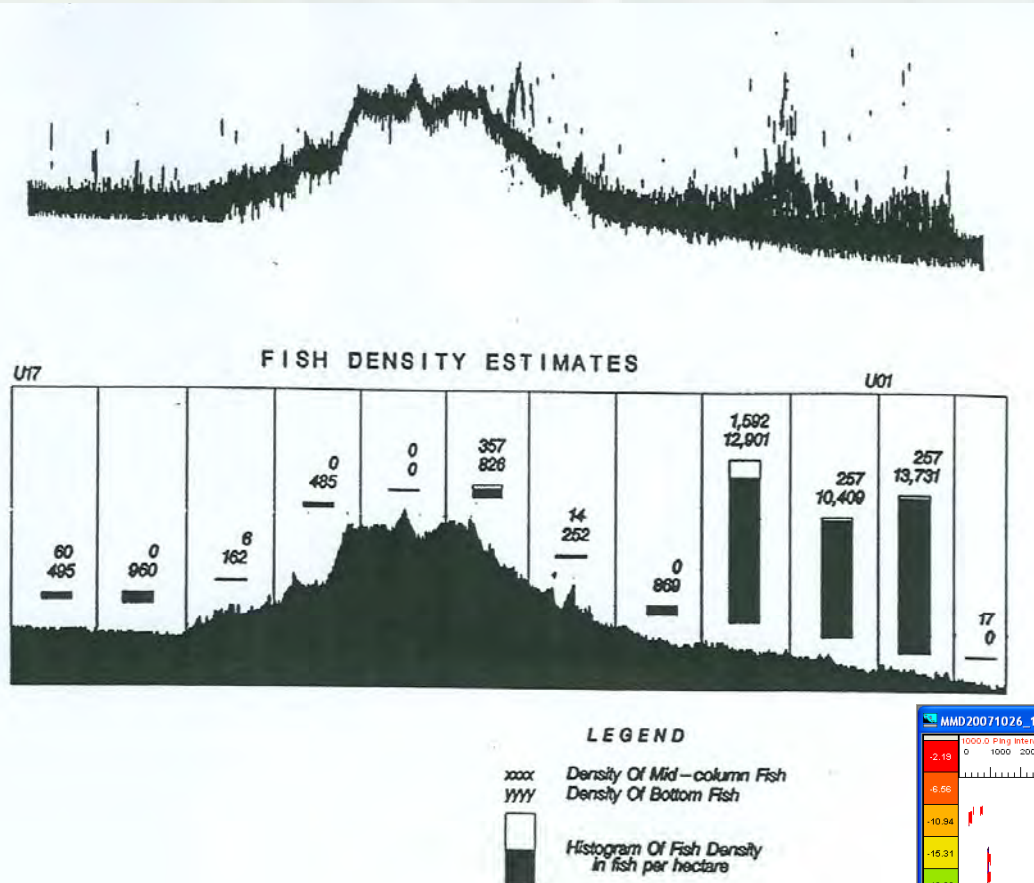 FISH DENSITY ESTIMATES
U17
U01
60
495
0
960
6
162
0
485
0
0
357
826
14
252
0
869
1,592
12,901
257
10,409
257
13,731
17
0
LEGEND
xxxx Density Of Mid-column Fish
yyyy Density Of Bottom Fish
Histogram Of Fish Density
in fish per hectare
MMD20071026_1
1000.0 Ping
0 1000 200
-2.19
-6.56
-10.94
-15.31